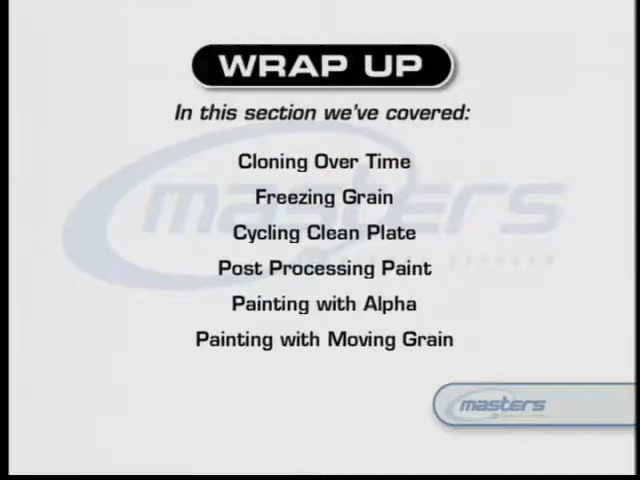 WRAP UP
In this section we've covered:
Cloning Over Time
Freezing Grain
Cycling Clean Plate
Post Processing Paint
Painting with Alpha
Painting with Moving Grain
masters
masters